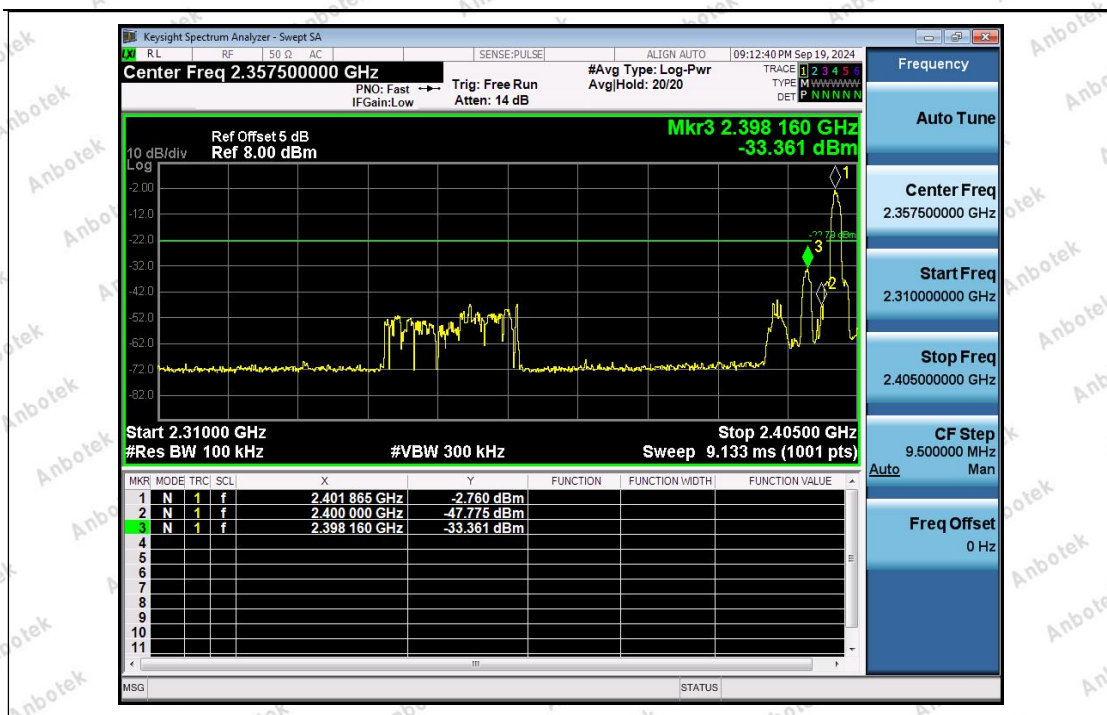 Keysight Spectrum Analyzer - Swept SA
LXI RL RF 50 Ω AC SENSE:PULSE ALIGN AUTO 09:12:40 PM Sep 19, 2024
Center Freq 2.357500000 GHz
PNO: Fast
IFGain:Low
Trig: Free Run
Atten: 14 dB
#Avg Type: Log-Pwr
Avg|Hold: 20/20
TRACE 1 2 3 4 5 6
TYPE M WWWWW
DET P N N N N N
Frequency
Auto Tune
Center Freq
2.357500000 GHz
Start Freq
2.310000000 GHz
Stop Freq
2.405000000 GHz
CF Step
9.500000 MHz
Auto Man
Freq Offset
0 Hz
Mkr3 2.398 160 GHz
-33.361 dBm
Ref Offset 5 dB
10 dB/div Ref 8.00 dBm
Log
1
-2.00
-12.0
-22.0
-22.79 dBm
3
-32.0
2
-42.0
-52.0
-62.0
-72.0
-82.0
Start 2.31000 GHz Stop 2.40500 GHz
#Res BW 100 kHz #VBW 300 kHz Sweep 9.133 ms (1001 pts)
MKR MODE TRC SCL X Y FUNCTION FUNCTION WIDTH FUNCTION VALUE
1 N 1 f 2.401 865 GHz -2.760 dBm
2 N 1 f 2.400 000 GHz -47.775 dBm
3 N 1 f 2.398 160 GHz -33.361 dBm
4
5
6
7
8
9
10
11
MSG STATUS
Anbotek